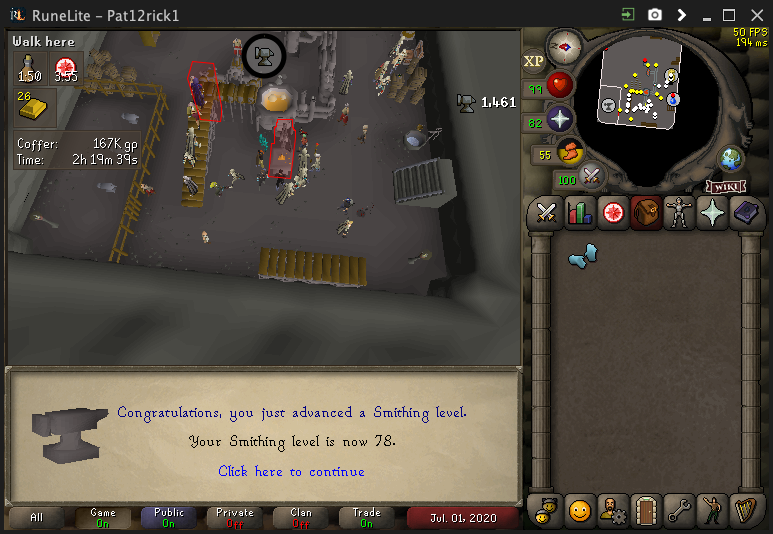 RuneLite - Pat12rick1
Walk here
50 FPS
194 ms
1:50
3:55
XP
26
99
1,461
Coffer: 167K gp
Time: 2h 19m 39s
82
55
100
WIKI
Congratulations, you just advanced a Smithing level.
Your Smithing level is now 78.
Click here to continue
All
Game
On
Public
On
Private
Off
Clan
Off
Trade
On
Jul. 01, 2020